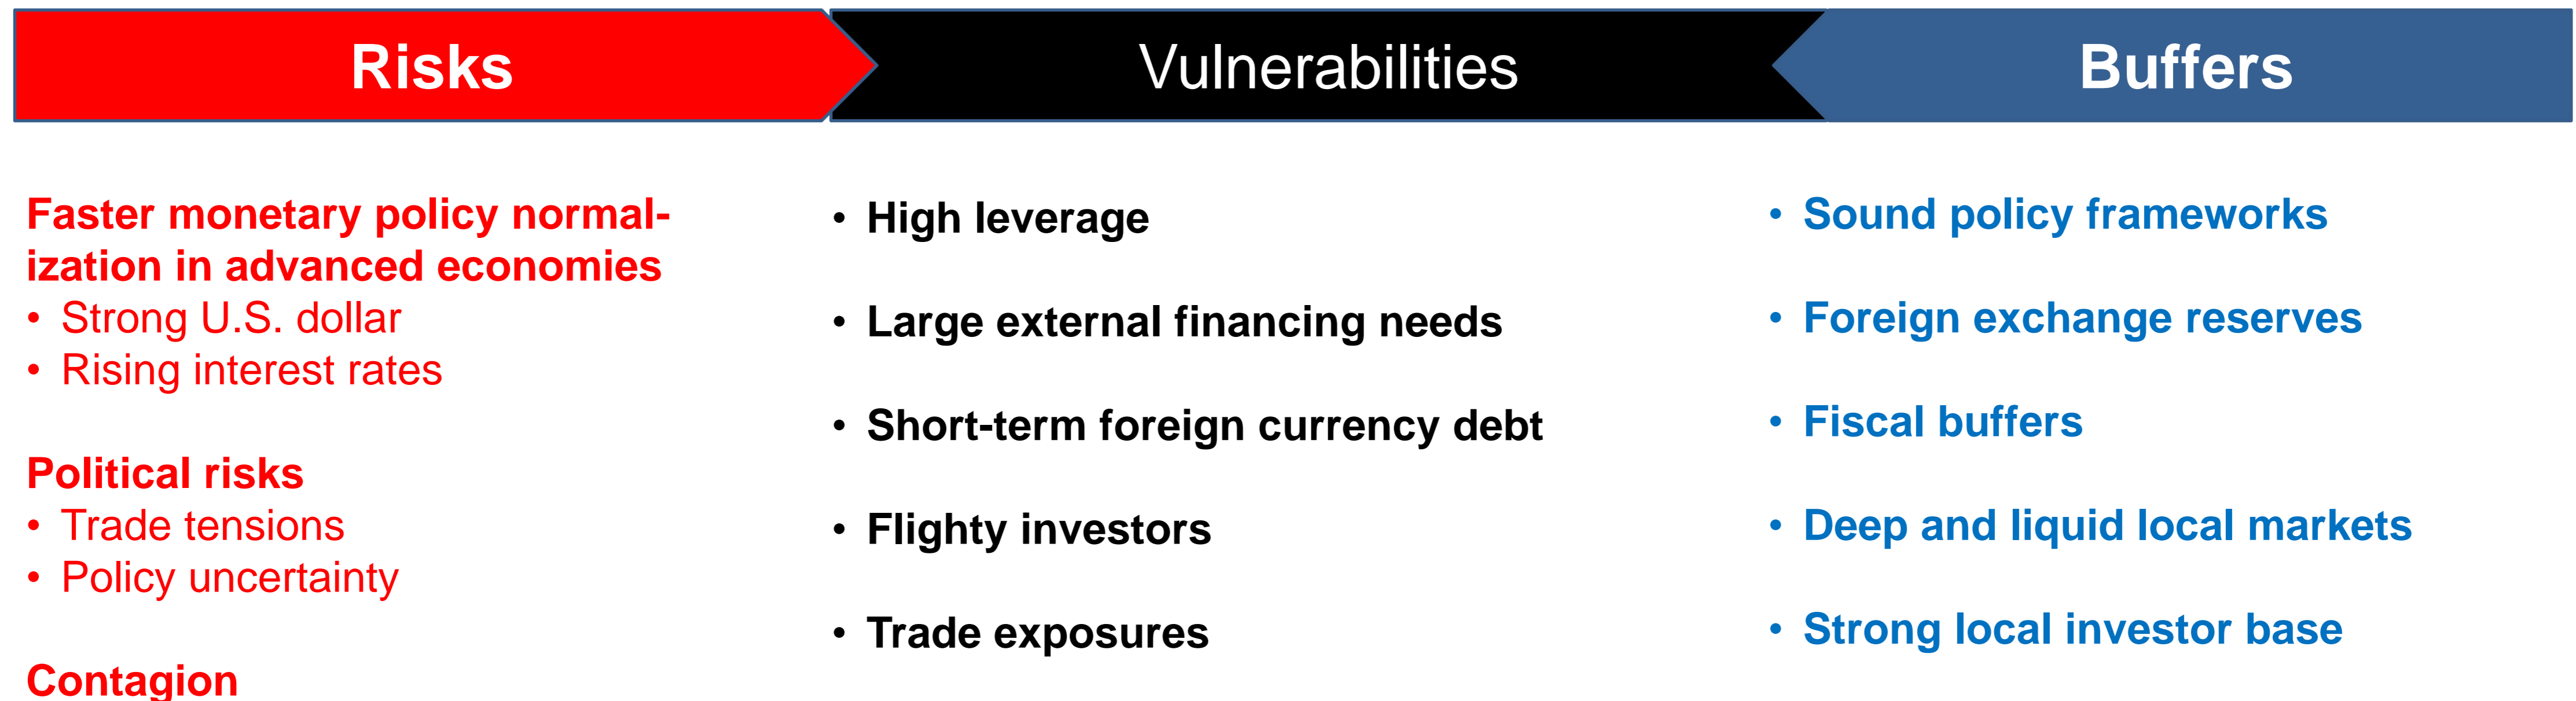 Risks
Vulnerabilities
Buffers
Faster monetary policy normal-
ization in advanced economies
• Strong U.S. dollar
• Rising interest rates
Political risks
• Trade tensions
• Policy uncertainty
Contagion
• High leverage
• Large external financing needs
• Short-term foreign currency debt
• Flighty investors
• Trade exposures
• Sound policy frameworks
• Foreign exchange reserves
• Fiscal buffers
• Deep and liquid local markets
• Strong local investor base